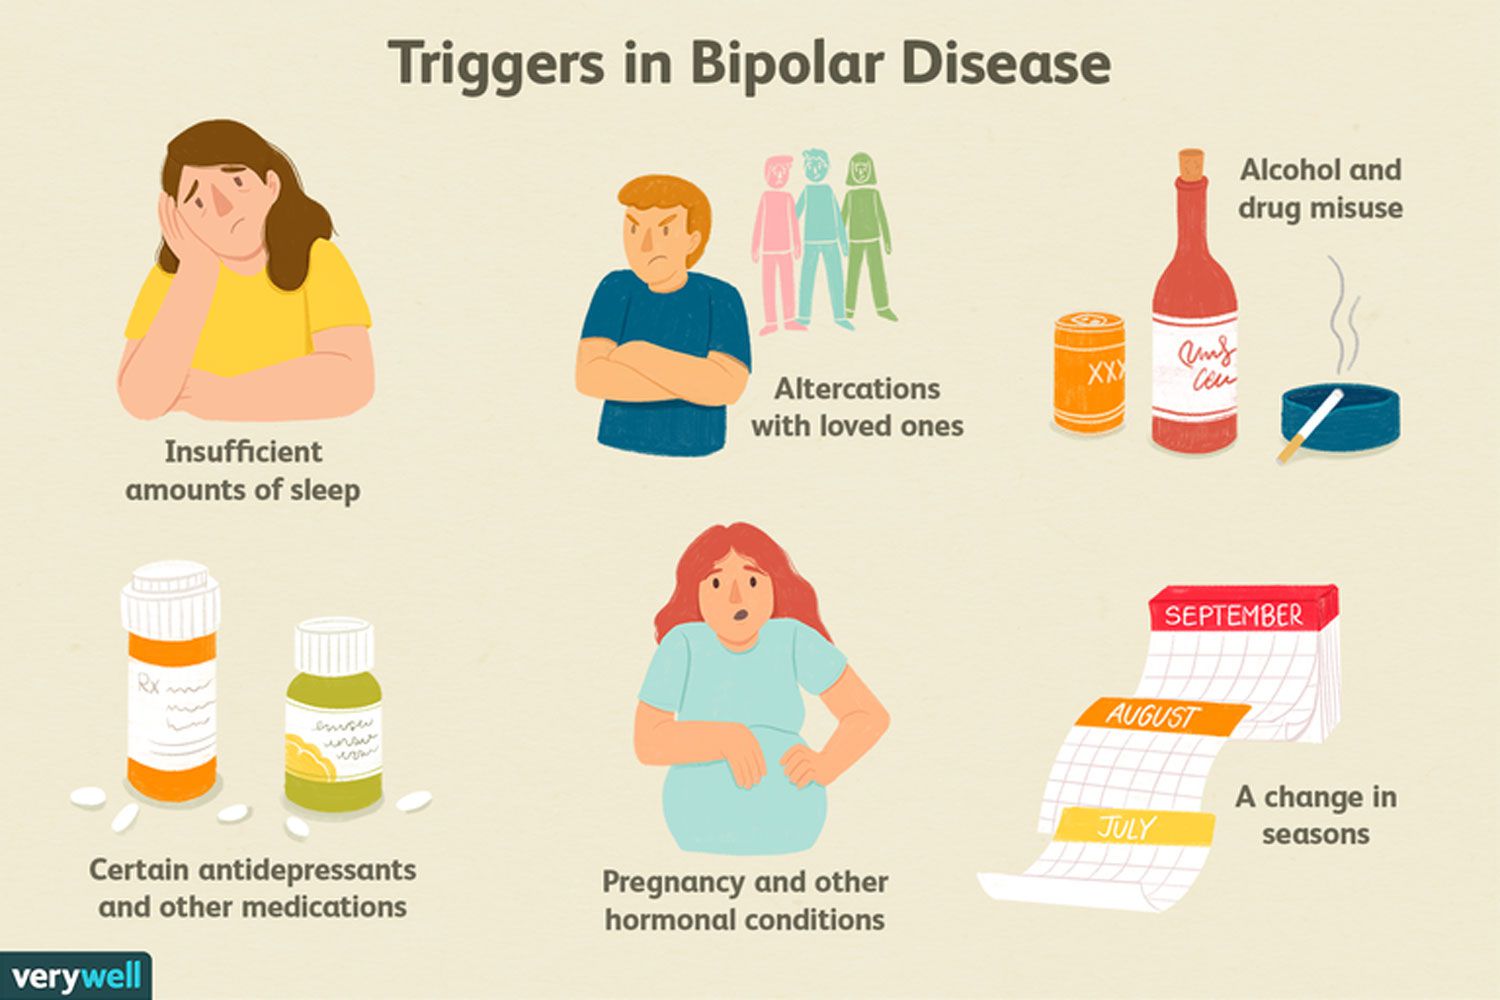 Triggers in Bipolar Disease
Insufficient
amounts of sleep
Altercations
with loved ones
Alcohol and
drug misuse
XXX
Certain antidepressants
and other medications
Rx
Pregnancy and other
hormonal conditions
SEPTEMBER
AUGUST
JULY
A change in
seasons
verywell